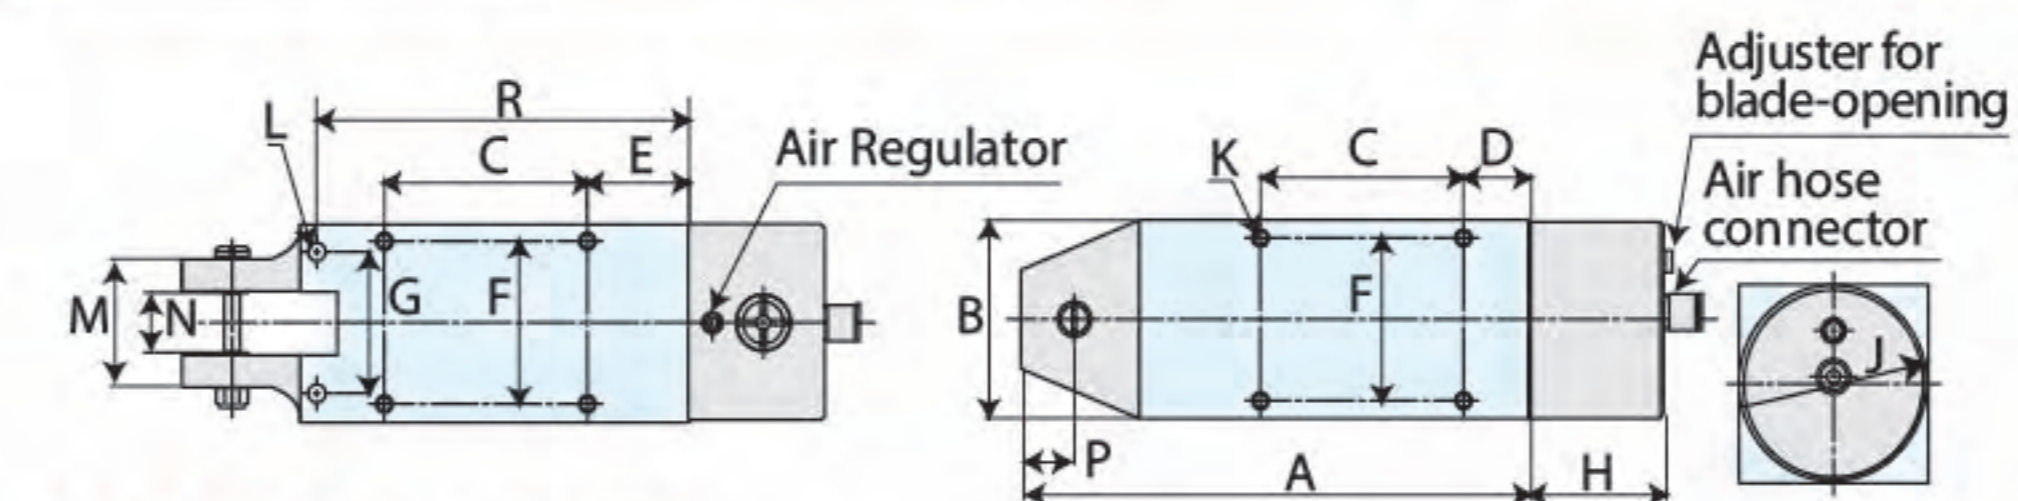 R
L
C
E
Air Regulator
M
N
G
F
Adjuster for
blade-opening
Air hose
connector
K
C
D
B
F
J
P
A
H